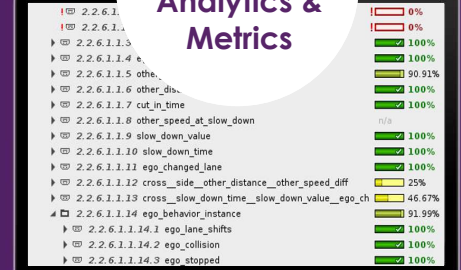 Analytics &
Metrics
2.2.6.1. 0%
2.2.6.1. 0%
2.2.6.1.1.3 100%
2.2.6.1.1.4 100%
2.2.6.1.1.5 90.91%
2.2.6.1.1.6 100%
2.2.6.1.1.7 cut_in_time 100%
2.2.6.1.1.8 other_speed_at_slow_down n/a
2.2.6.1.1.9 slow_down_value 100%
2.2.6.1.1.10 slow_down_time 100%
2.2.6.1.1.11 ego_changed_lane 100%
2.2.6.1.1.12 cross__side__other_distance__other_speed_diff 25%
2.2.6.1.1.13 cross__slow_down_time__slow_down_value__ego_ch 46.67%
2.2.6.1.1.14 ego_behavior_instance 91.99%
2.2.6.1.1.14.1 ego_lane_shifts 100%
2.2.6.1.1.14.2 ego_collision 100%
2.2.6.1.1.14.3 ego_stopped 100%